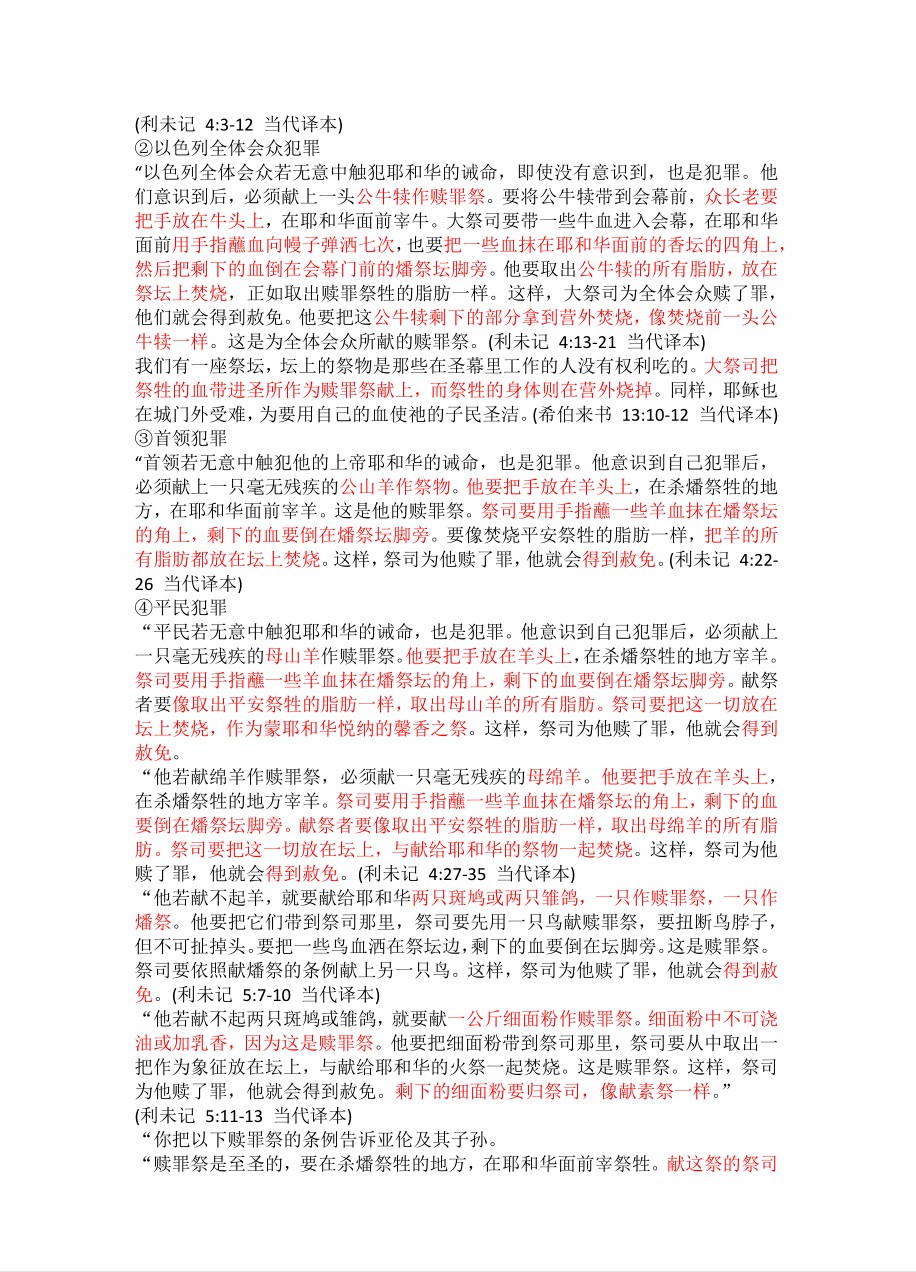 (利未记 4:3-12 当代译本)
②以色列全体会众犯罪
“以色列全体会众若无意中触犯耶和华的诫命，即使没有意识到，也是犯罪。他
们意识到后，必须献上一头公牛犊作赎罪祭。要将公牛犊带到会幕前，众长老要
把手放在牛头上，在耶和华面前宰牛。大祭司要带一些牛血进入会幕，在耶和华
面前用手指蘸血向幔子弹洒七次，也要把一些血抹在耶和华面前的香坛的四角上，
然后把剩下的血倒在会幕门前的燔祭坛脚旁。他要取出公牛犊的所有脂肪，放在
祭坛上焚烧，正如取出赎罪祭牲的脂肪一样。这样，大祭司为全体会众赎了罪，
他们就会得到赦免。他要把这公牛犊剩下的部分拿到营外焚烧，像焚烧前一头公
牛犊一样。这是为全体会众所献的赎罪祭。(利未记 4:13-21 当代译本)
我们有一座祭坛，坛上的祭物是那些在圣幕里工作的人没有权利吃的。大祭司把
祭牲的血带进圣所作为赎罪祭献上，而祭牲的身体则在营外烧掉。同样，耶稣也
在城门外受难，为要用自己的血使祂的子民圣洁。(希伯来书 13:10-12 当代译本)
③首领犯罪
“首领若无意中触犯他的上帝耶和华的诫命，也是犯罪。他意识到自己犯罪后，
必须献上一只毫无残疾的公山羊作祭物。他要把手放在羊头上，在杀燔祭牲的地
方，在耶和华面前宰羊。这是他的赎罪祭。祭司要用手指蘸一些羊血抹在燔祭坛
的角上，剩下的血要倒在燔祭坛脚旁。要像焚烧平安祭牲的脂肪一样，把羊的所
有脂肪都放在坛上焚烧。这样，祭司为他赎了罪，他就会得到赦免。(利未记 4:22-
26 当代译本)
④平民犯罪
“平民若无意中触犯耶和华的诫命，也是犯罪。他意识到自己犯罪后，必须献上
一只毫无残疾的母山羊作赎罪祭。他要把手放在羊头上，在杀燔祭牲的地方宰羊。
祭司要用手指蘸一些羊血抹在燔祭坛的角上，剩下的血要倒在燔祭坛脚旁。献祭
者要像取出平安祭牲的脂肪一样，取出母山羊的所有脂肪。祭司要把这一切放在
坛上焚烧，作为蒙耶和华悦纳的馨香之祭。这样，祭司为他赎了罪，他就会得到
赦免。
“他若献绵羊作赎罪祭，必须献一只毫无残疾的母绵羊。他要把手放在羊头上，
在杀燔祭牲的地方宰羊。祭司要用手指蘸一些羊血抹在燔祭坛的角上，剩下的血
要倒在燔祭坛脚旁。献祭者要像取出平安祭牲的脂肪一样，取出母绵羊的所有脂
肪。祭司要把这一切放在坛上，与献给耶和华的祭物一起焚烧。这样，祭司为他
赎了罪，他就会得到赦免。(利未记 4:27-35 当代译本)
“他若献不起羊，就要献给耶和华两只斑鸠或两只雏鸽，一只作赎罪祭，一只作
燔祭。他要把它们带到祭司那里，祭司要先用一只鸟献赎罪祭，要扭断鸟脖子，
但不可扯掉头。要把一些鸟血洒在祭坛边，剩下的血要倒在坛脚旁。这是赎罪祭。
祭司要依照献燔祭的条例献上另一只鸟。这样，祭司为他赎了罪，他就会得到赦
免。(利未记 5:7-10 当代译本)
“他若献不起两只斑鸠或雏鸽，就要献一公斤细面粉作赎罪祭。细面粉中不可浇
油或加乳香，因为这是赎罪祭。他要把细面粉带到祭司那里，祭司要从中取出一
把作为象征放在坛上，与献给耶和华的火祭一起焚烧。这是赎罪祭。这样，祭司
为他赎了罪，他就会得到赦免。剩下的细面粉要归祭司，像献素祭一样。”
(利未记 5:11-13 当代译本)
“你把以下赎罪祭的条例告诉亚伦及其子孙。
“赎罪祭是至圣的，要在杀燔祭牲的地方，在耶和华面前宰祭牲。献这祭的祭司